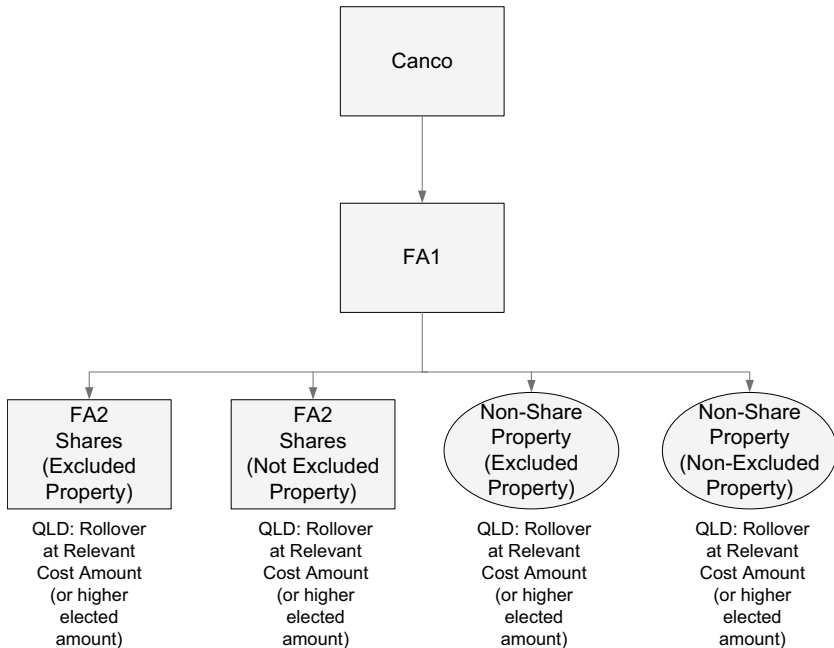 Canco
FA1
FA2
Shares
(Excluded
Property)
FA2
Shares
(Not Excluded
Property)
Non-Share
Property
(Excluded
Property)
Non-Share
Property
(Non-Excluded
Property)
QLD: Rollover
at Relevant
Cost Amount
(or higher
elected
amount)
QLD: Rollover
at Relevant
Cost Amount
(or higher
elected
amount)
QLD: Rollover
at Relevant
Cost Amount
(or higher
elected
amount)
QLD: Rollover
at Relevant
Cost Amount
(or higher
elected
amount)